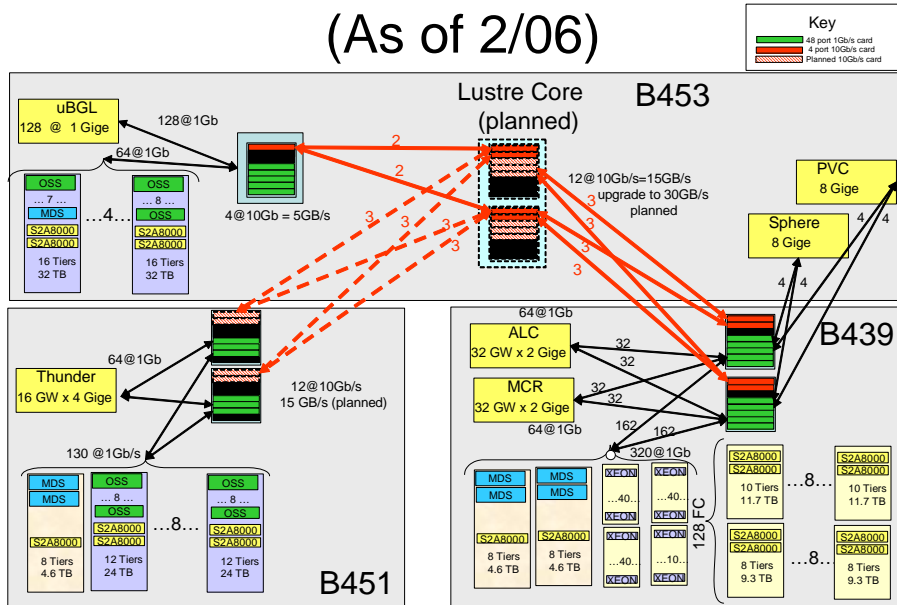 (As of 2/06)
Key
48 port 1Gb/s card
4 port 10Gb/s card
Planned 10Gb/s card
B453
Lustre Core
(planned)
uBGL
128 @ 1 Gige
128@1Gb
64@1Gb
OSS
... 7 ...
MDS
S2A8000
S2A8000
16 Tiers
32 TB
...4...
OSS
... 8 ...
OSS
S2A8000
S2A8000
16 Tiers
32 TB
4@10Gb = 5GB/s
2
2
3
3
3
3
3
3
3
3
12@10Gb/s=15GB/s
upgrade to 30GB/s
planned
PVC
8 Gige
Sphere
8 Gige
4
4
4
4
B451
64@1Gb
Thunder
16 GW x 4 Gige
12@10Gb/s
15 GB/s (planned)
130 @1Gb/s
MDS
MDS
S2A8000
8 Tiers
4.6 TB
OSS
... 8 ...
OSS
S2A8000
S2A8000
12 Tiers
24 TB
...8...
OSS
... 8 ...
OSS
S2A8000
S2A8000
12 Tiers
24 TB
B439
64@1Gb
ALC
32 GW x 2 Gige
MCR
32 GW x 2 Gige
64@1Gb
32
32
32
32
162
162
320@1Gb
MDS
MDS
S2A8000
8 Tiers
4.6 TB
MDS
MDS
S2A8000
8 Tiers
4.6 TB
XEON
...40...
XEON
XEON
...40...
XEON
XEON
...40...
XEON
XEON
...10...
XEON
128 FC
S2A8000
S2A8000
10 Tiers
11.7 TB
...8...
S2A8000
S2A8000
10 Tiers
11.7 TB
S2A8000
S2A8000
8 Tiers
9.3 TB
...8...
S2A8000
S2A8000
8 Tiers
9.3 TB